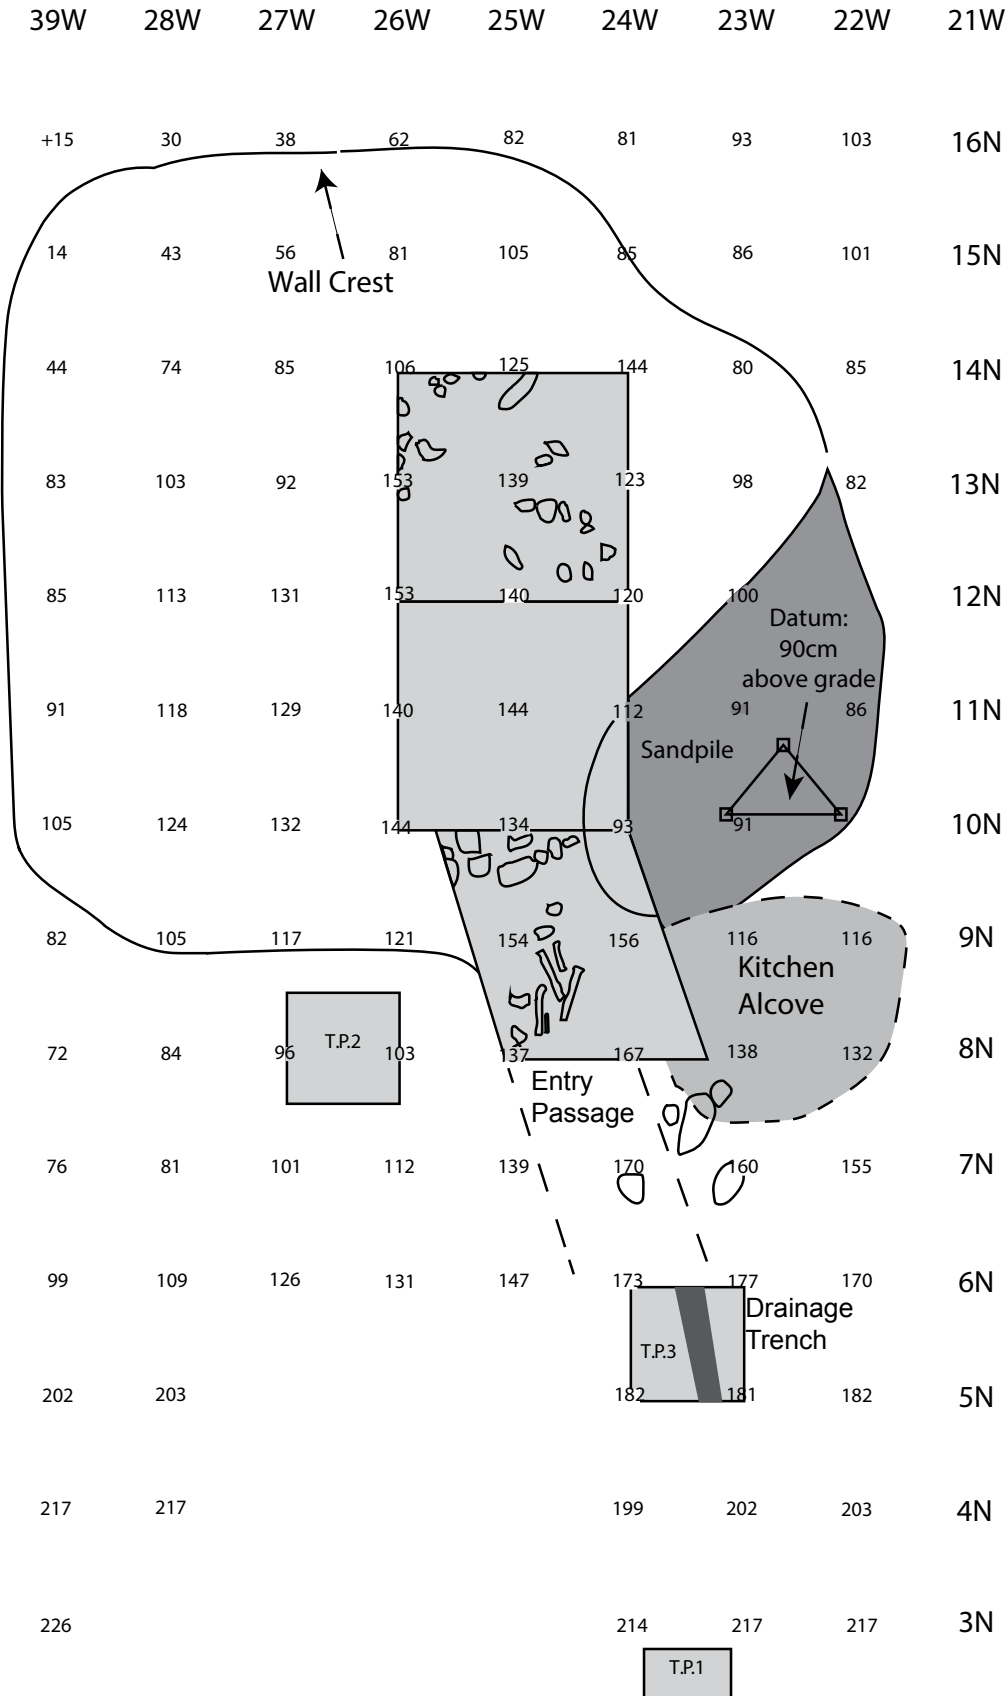 39W 28W 27W 26W 25W 24W 23W 22W 21W
+15 30 38 62 82 81 93 103 16N
14 43 56 81 105 85 86 101 15N
Wall Crest
44 74 85 106 125 144 80 85 14N
83 103 92 153 139 123 98 82 13N
85 113 131 153 140 120 100 12N
Datum:
90cm
above grade
91 118 129 140 144 112 91 86 11N
Sandpile
105 124 132 144 134 93 91 10N
82 105 117 121 154 156 116 116 9N
Kitchen
Alcove
T.P.2
72 84 96 103 137 167 138 132 8N
Entry
Passage
76 81 101 112 139 170 160 155 7N
99 109 126 131 147 173 177 170 6N
Drainage
Trench
T.P.3
202 203 182 181 182 5N
217 217 199 202 203 4N
226 214 217 217 3N
T.P.1